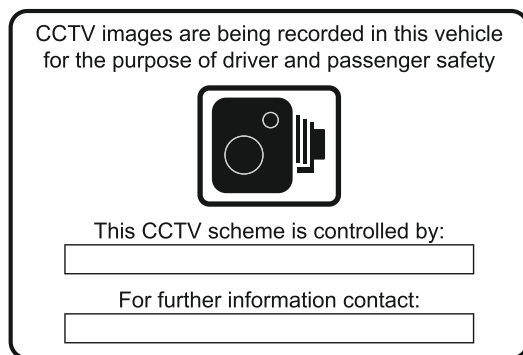 CCTV images are being recorded in this vehicle
for the purpose of driver and passenger safety
This CCTV scheme is controlled by:
For further information contact: